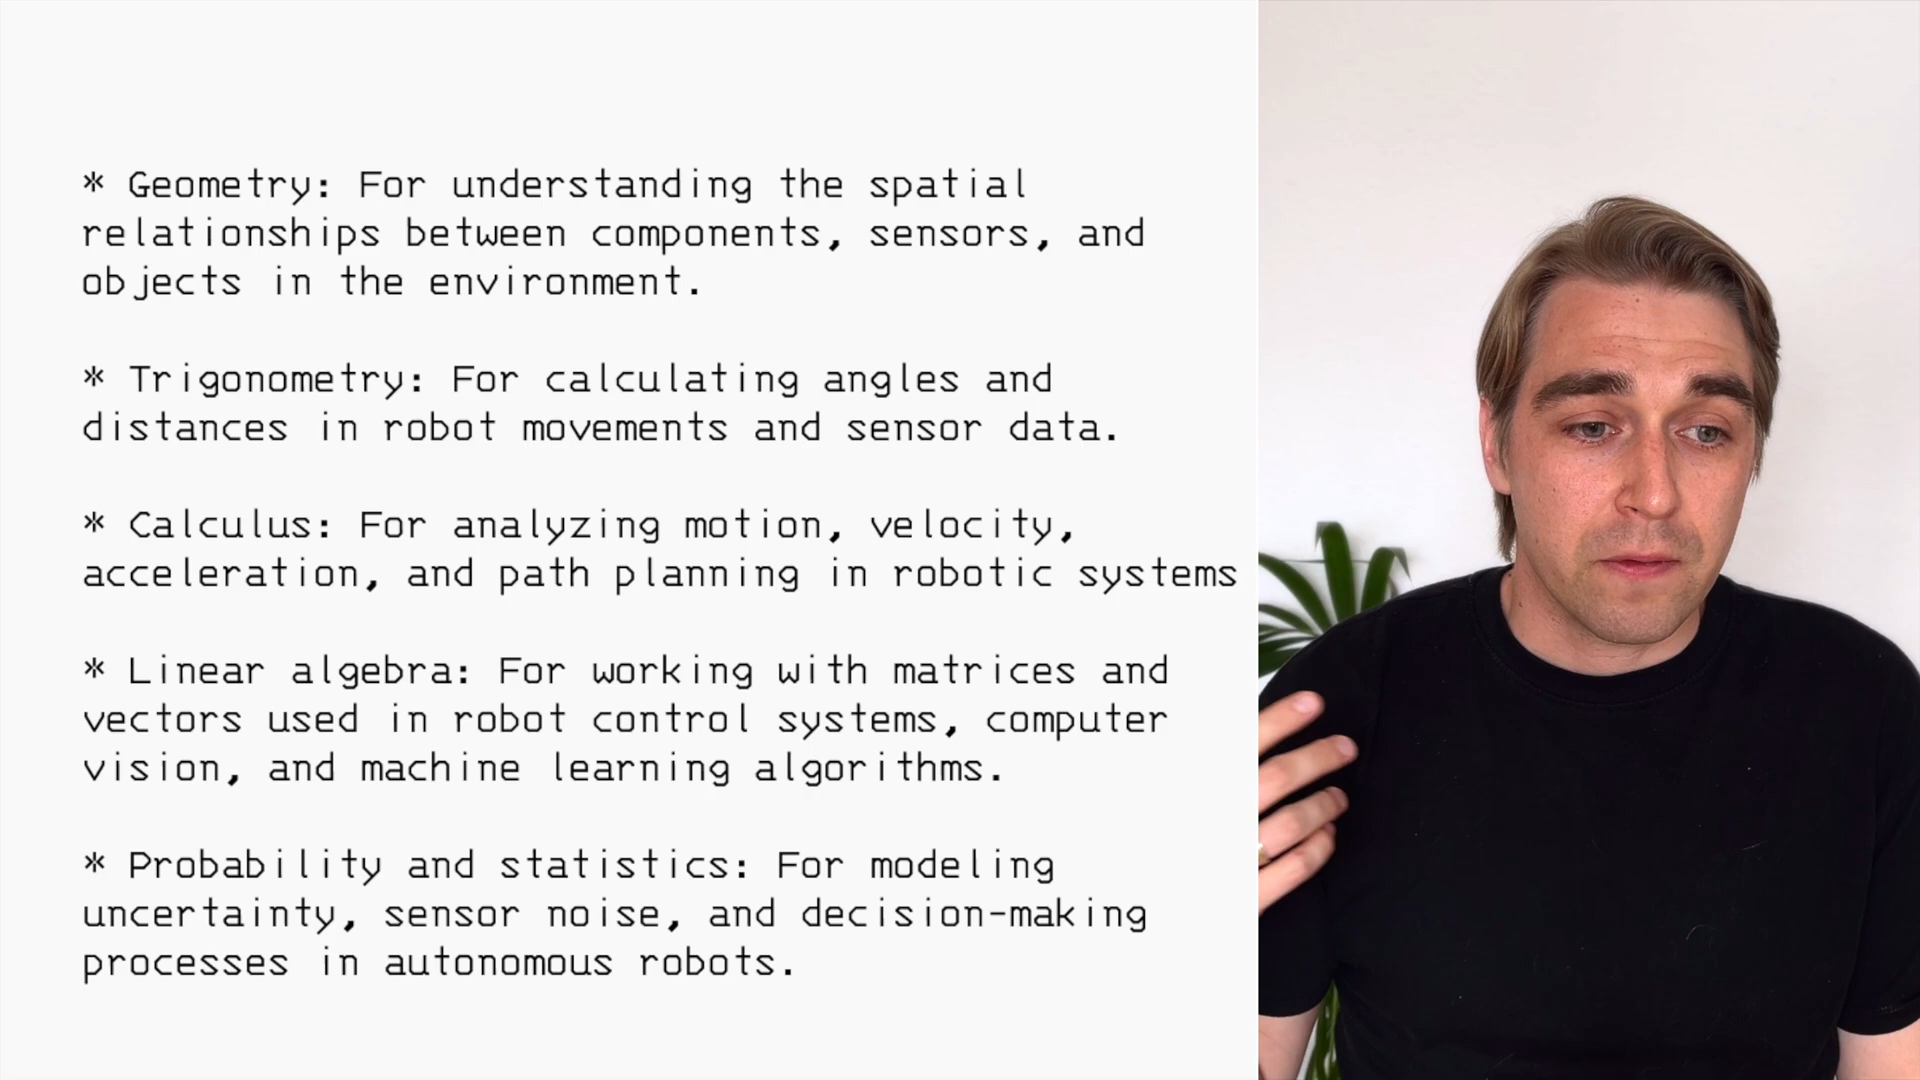 * Geometry: For understanding the spatial
relationships between components, sensors, and
objects in the environment.
* Trigonometry: For calculating angles and
distances in robot movements and sensor data.
* Calculus: For analyzing motion, velocity,
acceleration, and path planning in robotic systems
* Linear algebra: For working with matrices and
vectors used in robot control systems, computer
vision, and machine learning algorithms.
* Probability and statistics: For modeling
uncertainty, sensor noise, and decision-making
processes in autonomous robots.